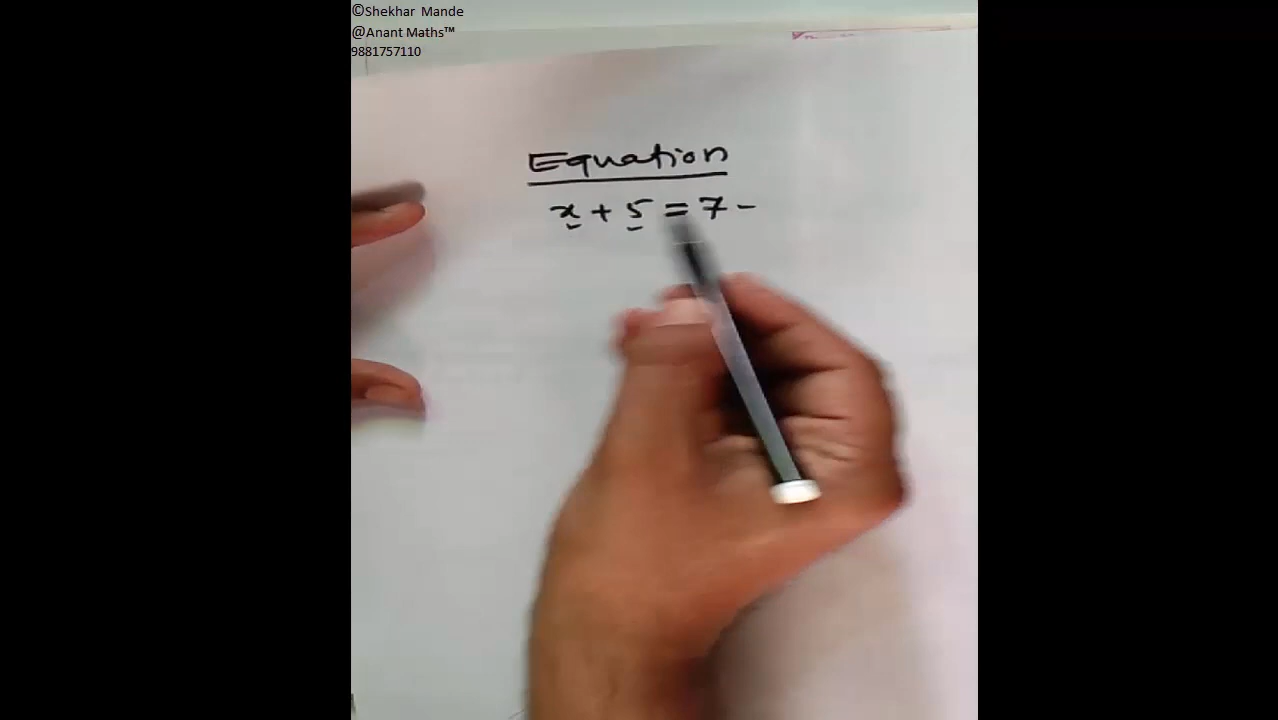 ©Shekhar Mande
@Anant Maths™
9881757110
Equation
x + 5 = 7 -